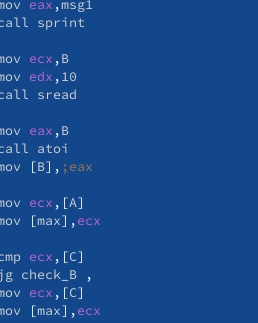 mov eax,msg1
call sprint
mov ecx,B
mov edx,10
call sread
mov eax,B
call atoi
mov [B],;eax
mov ecx,[A]
mov [max],ecx
cmp ecx,[C]
jg check_B ,
mov ecx,[C]
mov [max],ecx